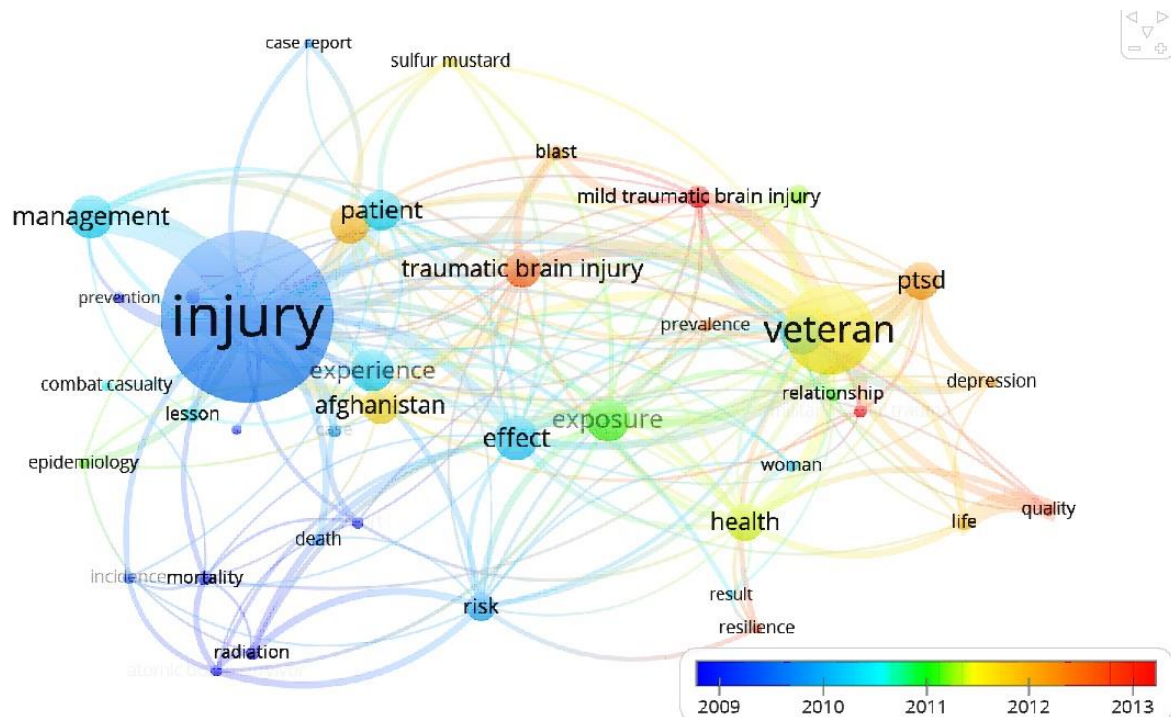 case report
sulfur mustard
blast
mild traumatic brain injury
management
patient
traumatic brain injury
ptsd
prevention
injury
prevalence
veteran
experience
combat casualty
depression
relationship
afghanistan
lesson
case
exposure
effect
epidemiology
woman
quality
health
life
death
incidence
mortality
result
risk
resilience
radiation
2009
2010
2011
2012
2013